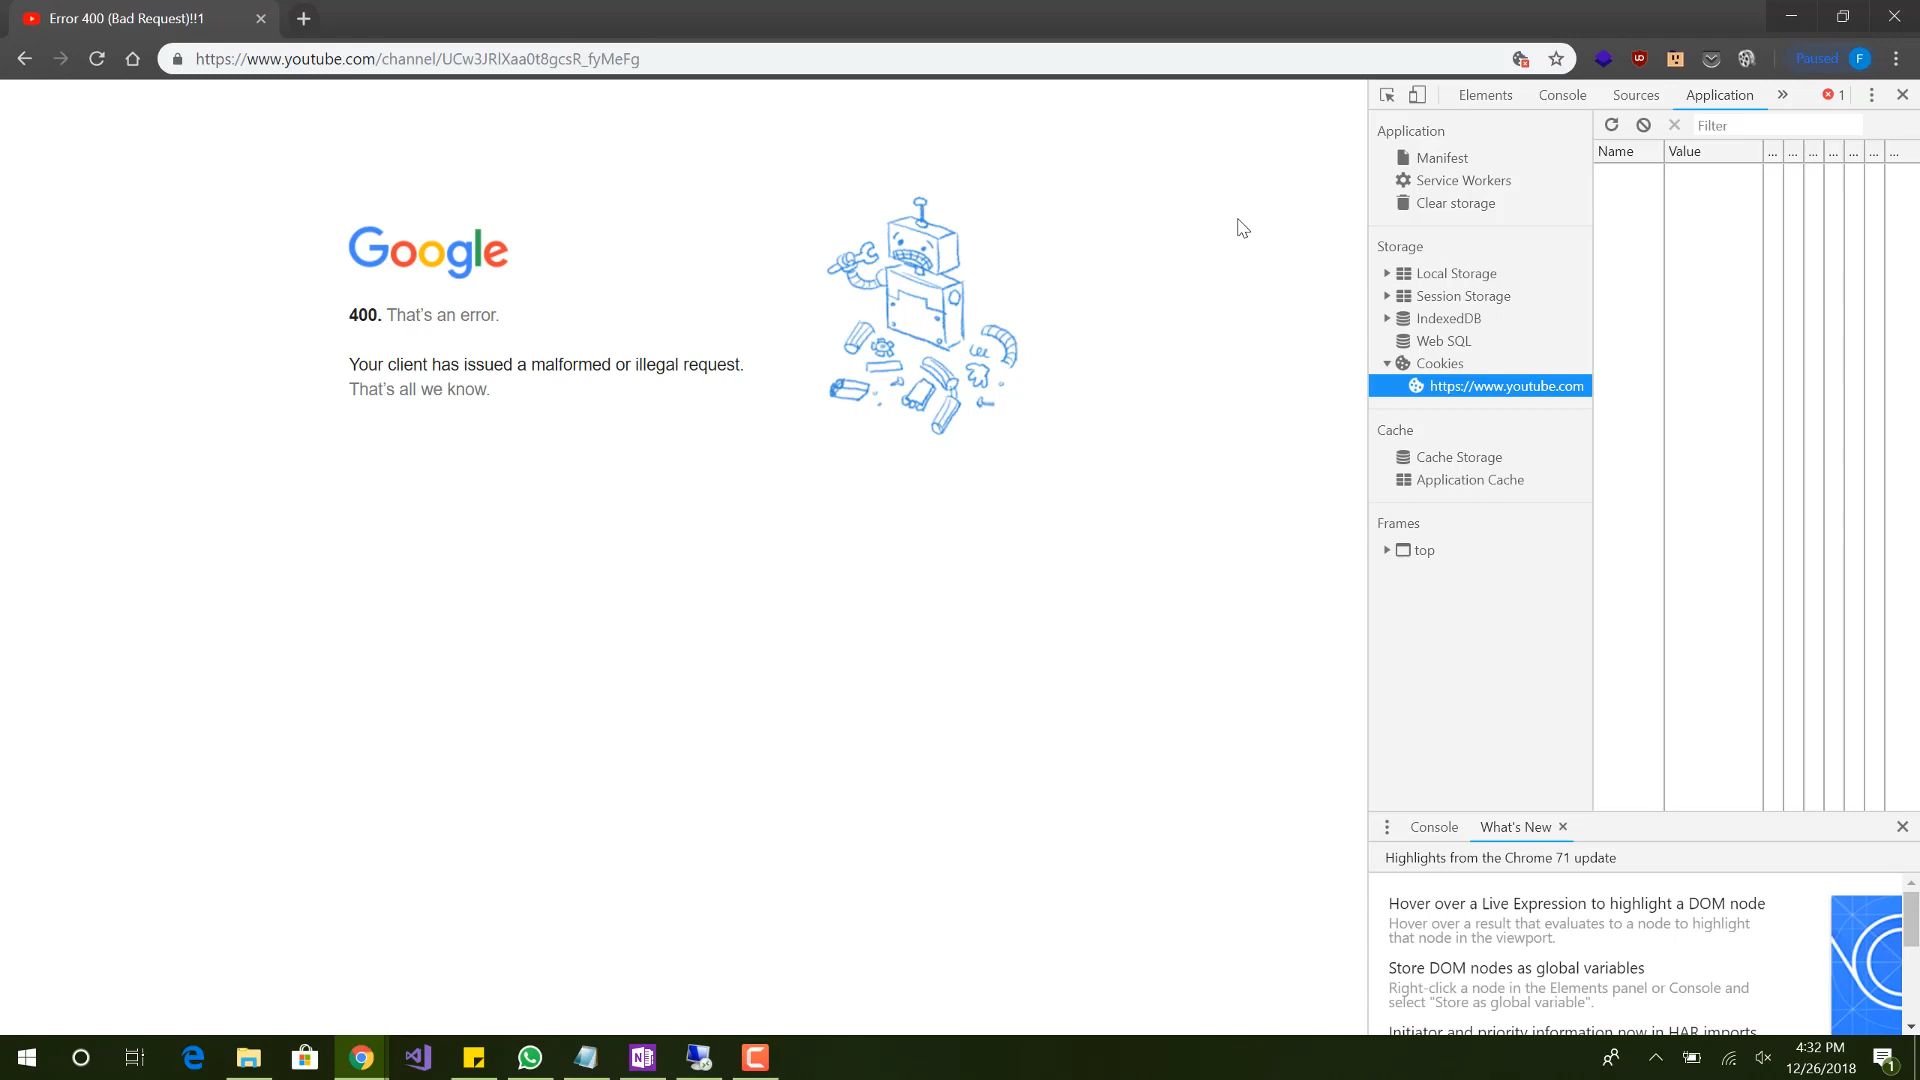 Error 400 (Bad Request)!!1
https://www.youtube.com/channel/UCw3JRlXaa0t8gcsR_fyMeFg
Paused
F
Elements
Console
Sources
Application
1
Application
Manifest
Service Workers
Clear storage
Storage
Local Storage
Session Storage
IndexedDB
Web SQL
Cookies
https://www.youtube.com
Cache
Cache Storage
Application Cache
Frames
top
Filter
Name
Value
...
...
...
...
...
...
...
Google
400. That's an error.
Your client has issued a malformed or illegal request.
That's all we know.
Console
What's New
Highlights from the Chrome 71 update
Hover over a Live Expression to highlight a DOM node
Hover over a result that evaluates to a node to highlight
that node in the viewport.
Store DOM nodes as global variables
Right-click a node in the Elements panel or Console and
select "Store as global variable".
Initiator and priority information now in HAR imports
4:32 PM
12/26/2018
1